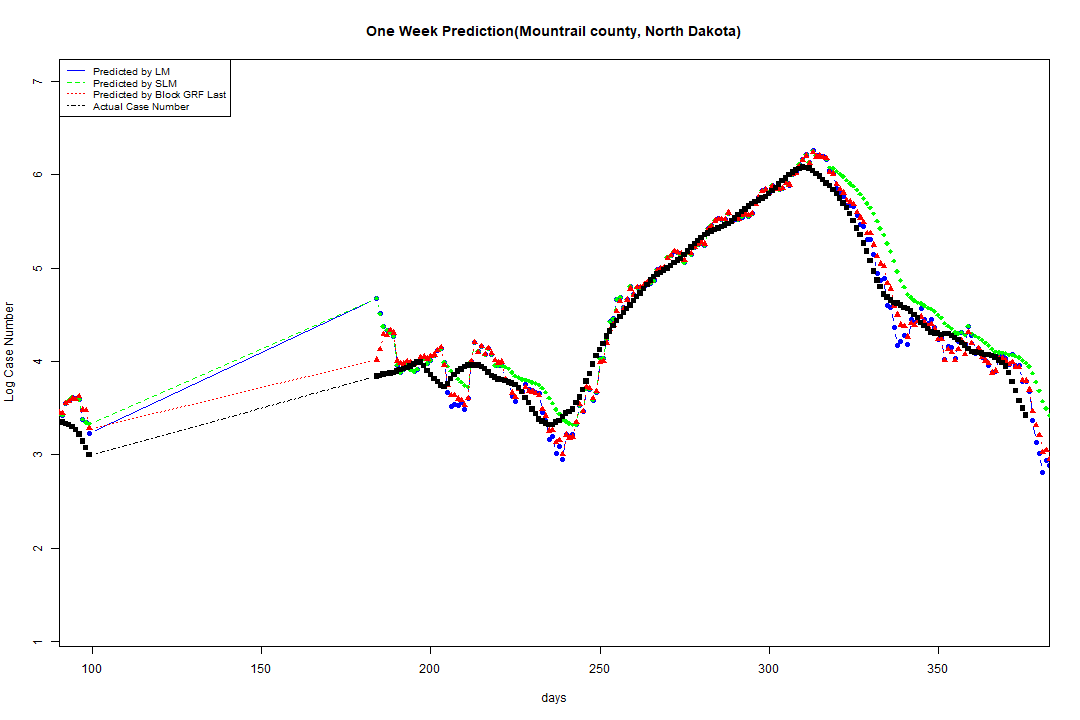 One Week Prediction(Mountrail county, North Dakota)
Predicted by LM
Predicted by SLM
Predicted by Block GRF Last
Actual Case Number
7
6
5
4
3
2
1
Log Case Number
100 150 200 250 300 350
days